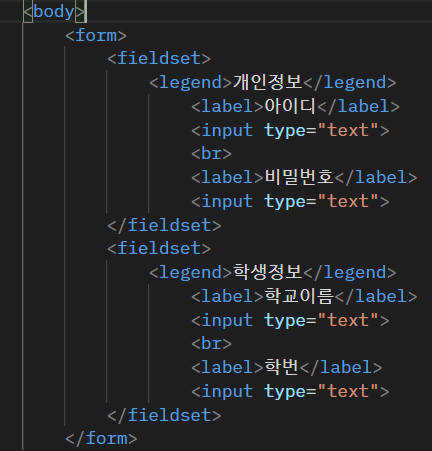 <body>
<form>
<fieldset>
<legend>개인정보</legend>
<label>아이디</label>
<input type="text">
<br>
<label>비밀번호</label>
<input type="text">
</fieldset>
<fieldset>
<legend>학생정보</legend>
<label>학교이름</label>
<input type="text">
<br>
<label>학번</label>
<input type="text">
</fieldset>
</form>